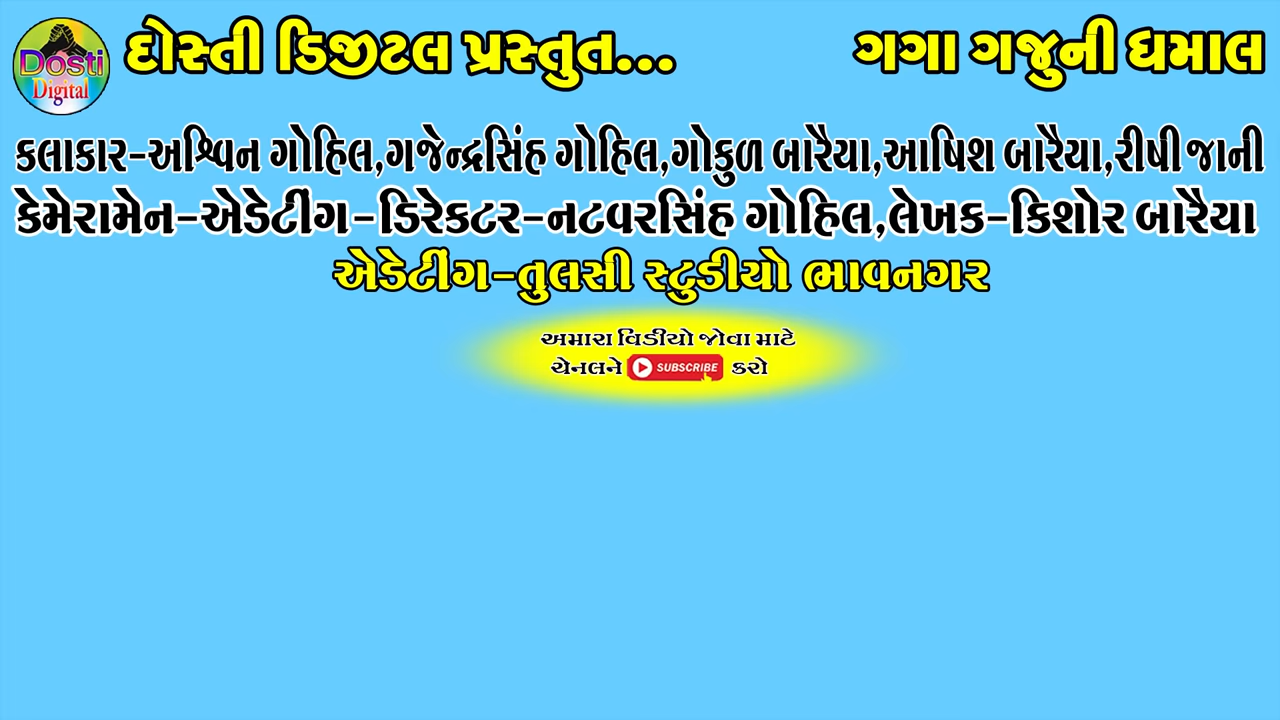 Dosti
Digital
દોસ્તી ડિજીટલ પ્રસ્તુત... ગગા ગજુની ધમાલ
કલાકાર-અશ્વિન ગોહિલ,ગજેન્દ્રસિંહ ગોહિલ,ગોકુળ બારૈયા,આષિશ બારૈયા,રીષી જાની
કેમેરામેન-એડેટીંગ-ડિરેકટર-નટવરસિંહ ગોહિલ,લેખક-કિશોર બારૈયા
એડેટીંગ-તુલસી સ્ટુડીયો ભાવનગર
અમારા વિડીયો જોવા માટે
ચેનલને SUBSCRIBE કરો